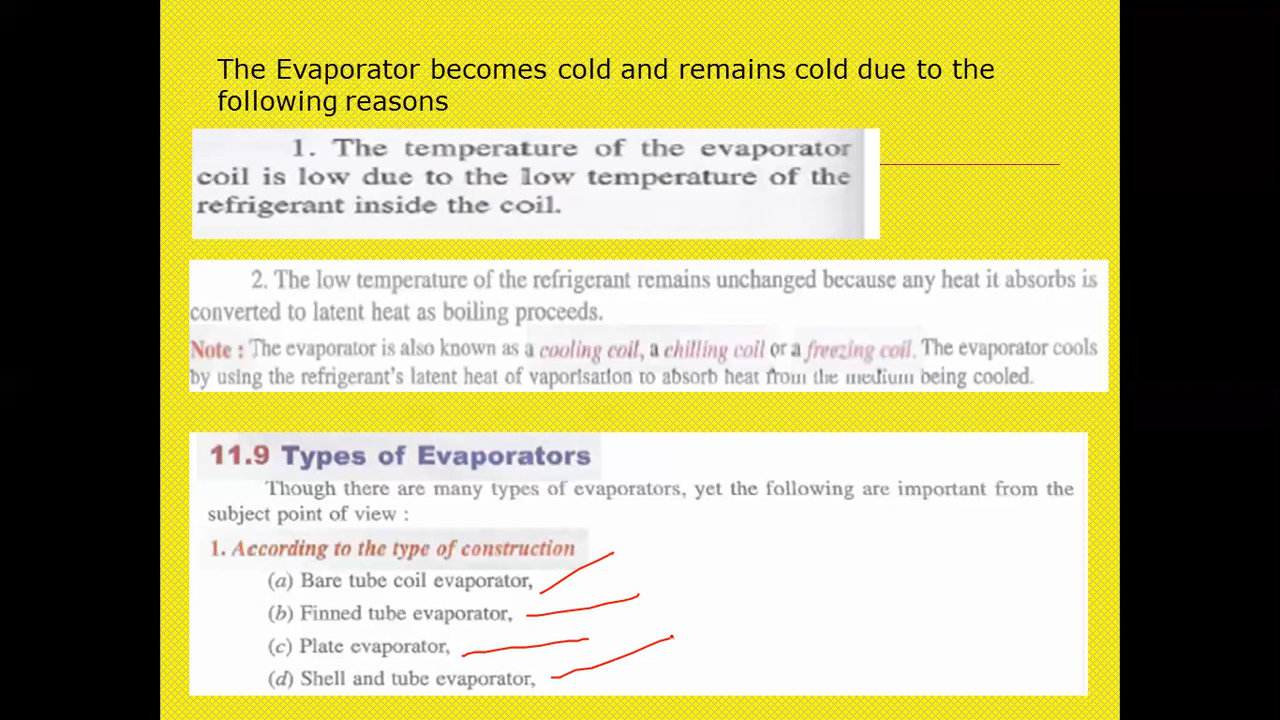 The Evaporator becomes cold and remains cold due to the
following reasons
1. The temperature of the evaporator
coil is low due to the low temperature of the
refrigerant inside the coil.
2. The low temperature of the refrigerant remains unchanged because any heat it absorbs is
converted to latent heat as boiling proceeds.
Note : The evaporator is also known as a cooling coil, a chilling coil or a freezing coil. The evaporator cools
by using the refrigerant's latent heat of vaporisation to absorb heat from the medium being cooled.
11.9 Types of Evaporators
Though there are many types of evaporators, yet the following are important from the
subject point of view :
1. According to the type of construction
(a) Bare tube coil evaporator,
(b) Finned tube evaporator,
(c) Plate evaporator,
(d) Shell and tube evaporator,